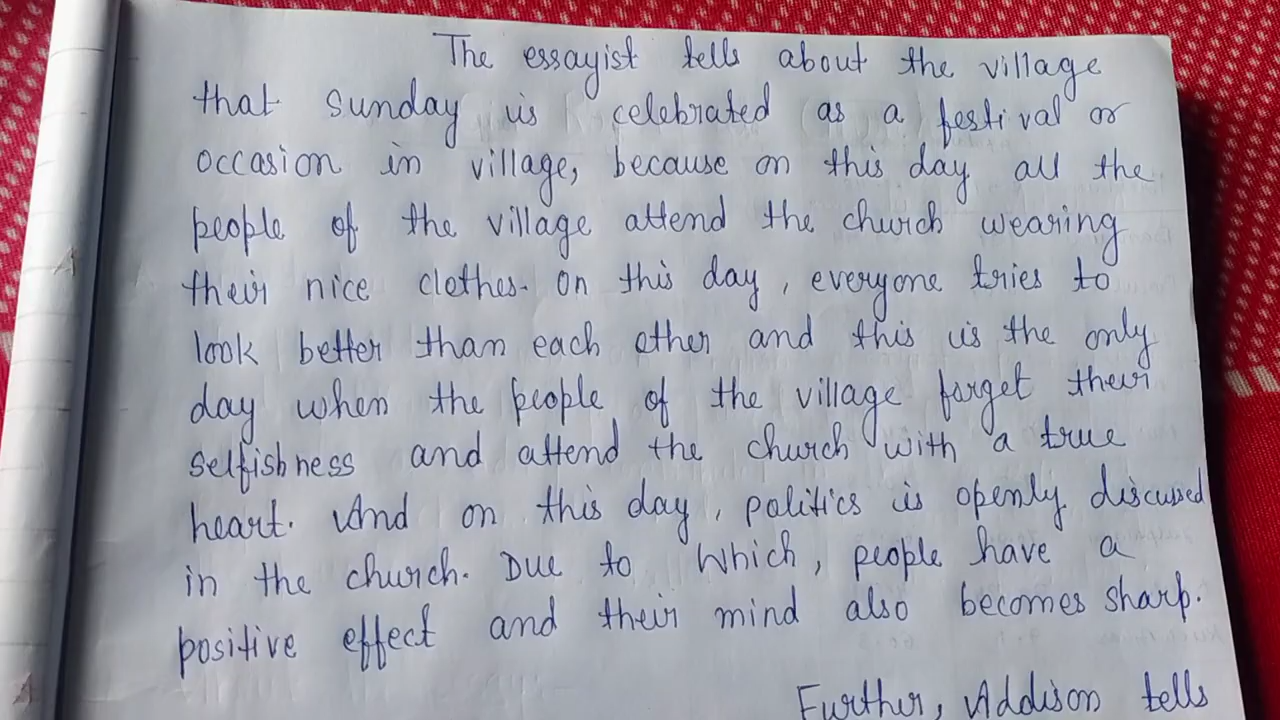 The essayist tells about the village
that Sunday is celebrated as a festival or
occasion in village, because on this day all the
people of the village attend the church wearing
their nice clothes. On this day, everyone tries to
look better than each other and this is the only
day when the people of the village forget their
selfishness and attend the church with a true
heart. And on this day, politics is openly discussed
in the church. Due to which, people have a
positive effect and their mind also becomes sharp.
Further, Addison tells